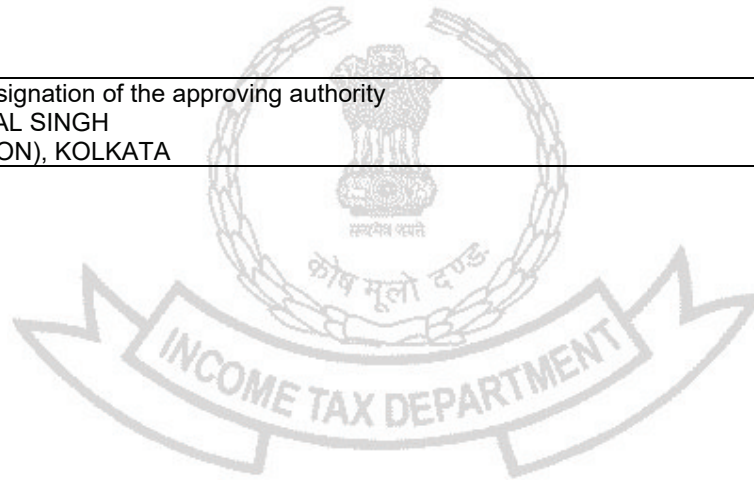 signation of the approving authority
AL SINGH
ON), KOLKATA
सत्यमेव जयते
कोष मूलो दण्डः
INCOME TAX DEPARTMENT